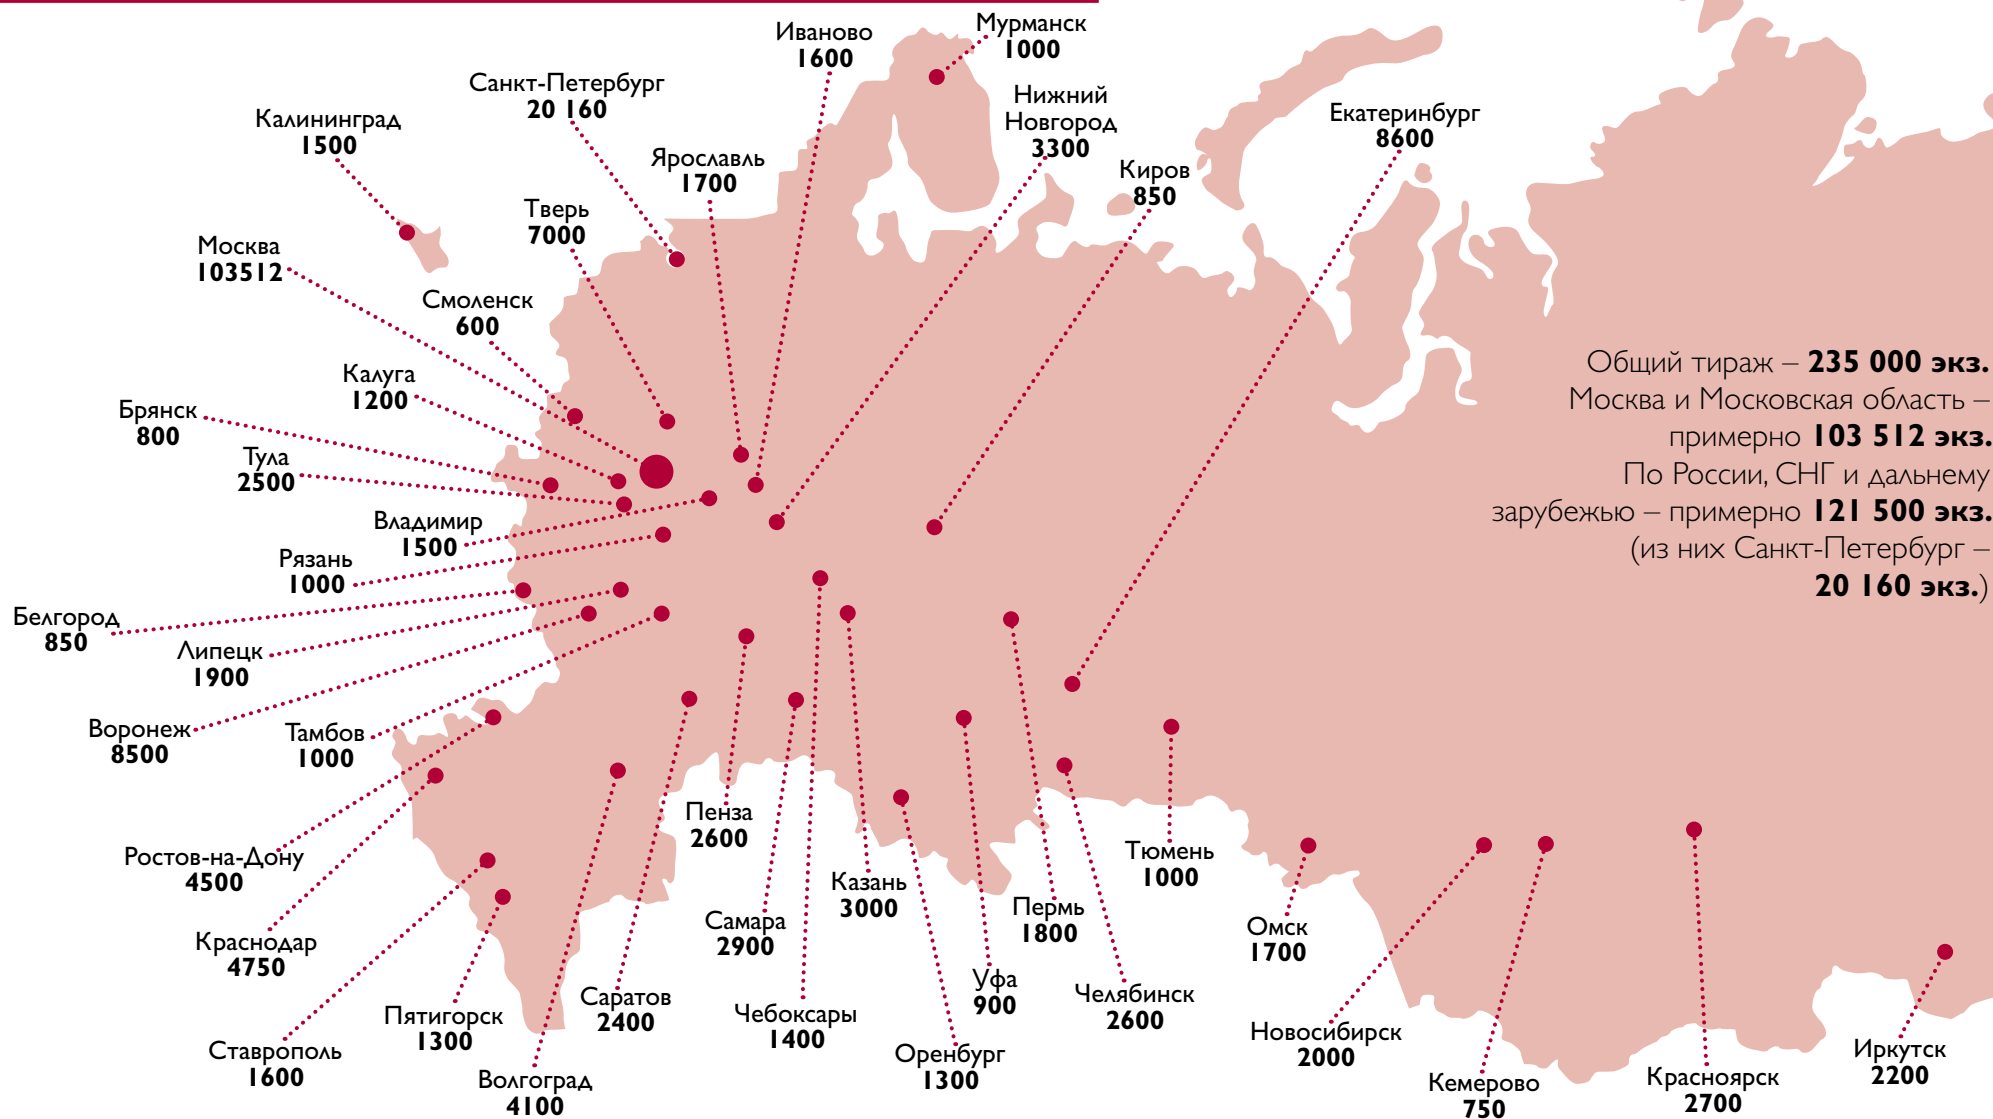 Мурманск
1000
Иваново
1600
Санкт-Петербург
20 160
Нижний
Новгород
3300
Екатеринбург
8600
Калининград
1500
Ярославль
1700
Киров
850
Тверь
7000
Москва
103512
Смоленск
600
Калуга
1200
Брянск
800
Тула
2500
Владимир
1500
Рязань
1000
Белгород
850
Липецк
1900
Воронеж
8500
Тамбов
1000
Общий тираж – 235 000 экз.
Москва и Московская область –
примерно 103 512 экз.
По России, СНГ и дальнему
зарубежью – примерно 121 500 экз.
(из них Санкт-Петербург –
20 160 экз.)
Пенза
2600
Ростов-на-Дону
4500
Тюмень
1000
Казань
3000
Пермь
1800
Самара
2900
Омск
1700
Краснодар
4750
Уфа
900
Челябинск
2600
Саратов
2400
Чебоксары
1400
Пятигорск
1300
Новосибирск
2000
Ставрополь
1600
Оренбург
1300
Иркутск
2200
Волгоград
4100
Кемерово
750
Красноярск
2700